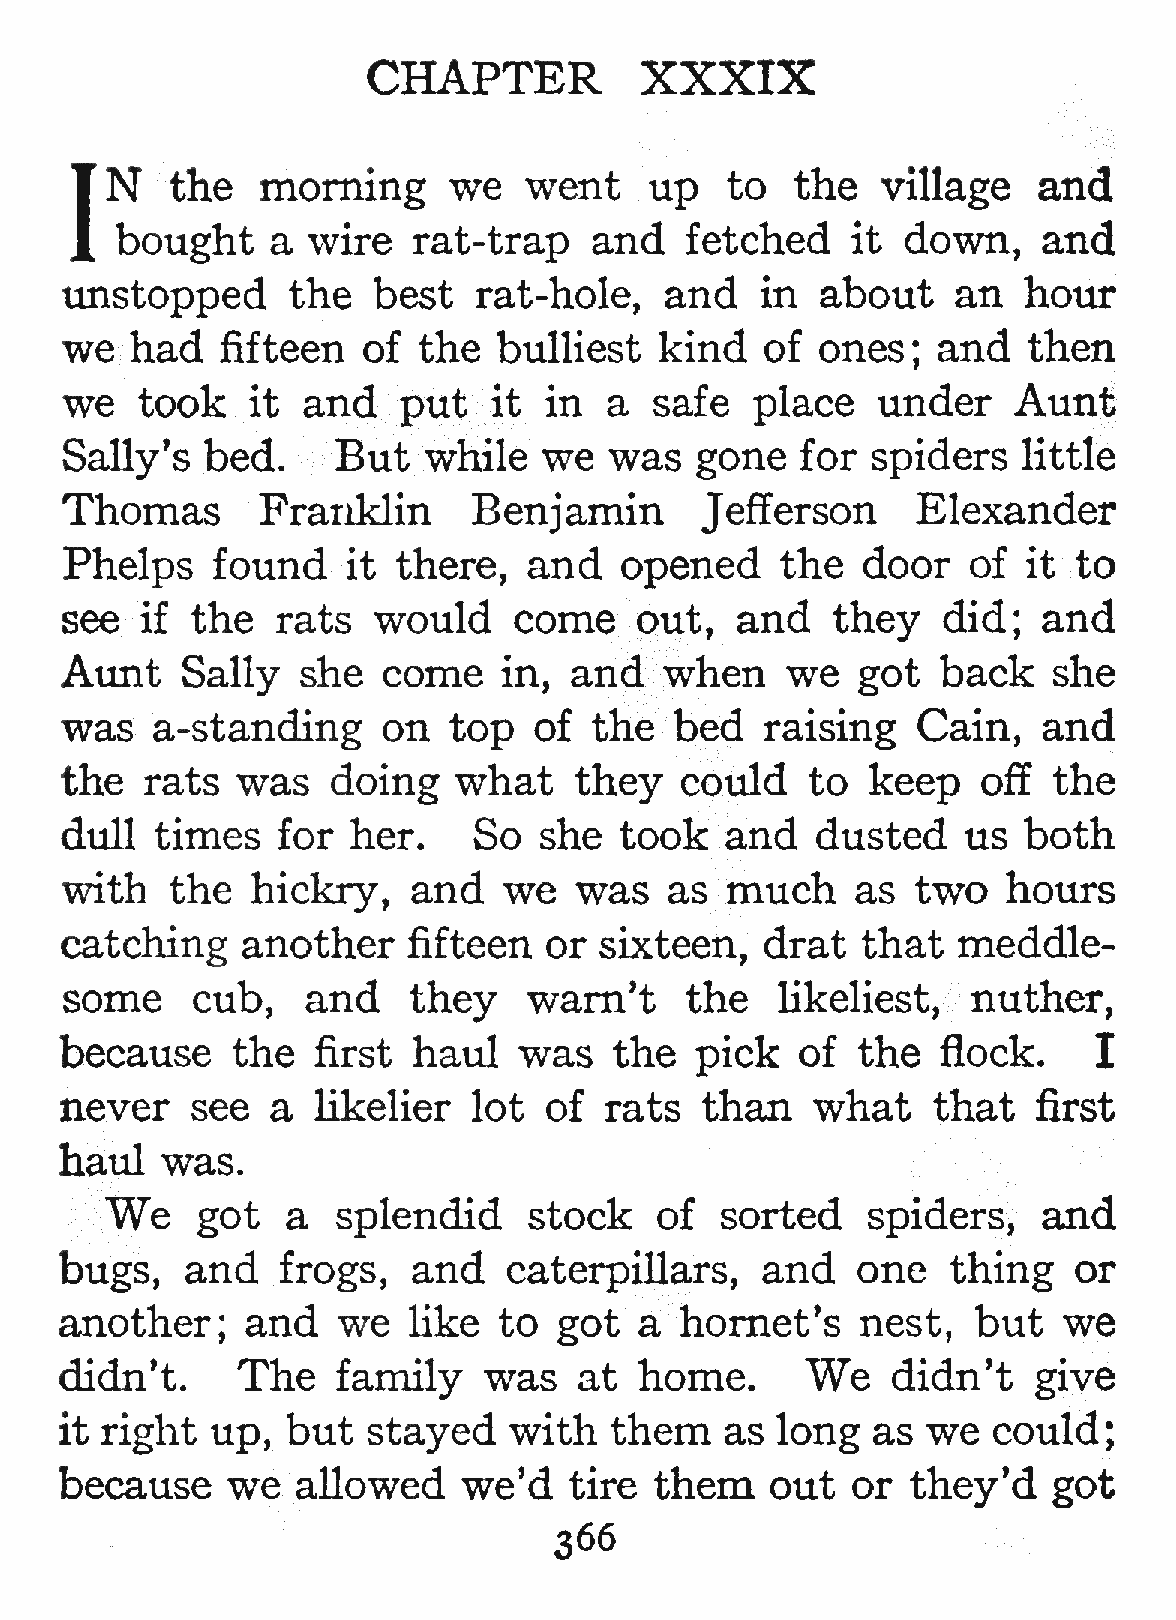 CHAPTER XXXIX
IN the morning we went up to the village and
bought a wire rat-trap and fetched it down, and
unstopped the best rat-hole, and in about an hour
we had fifteen of the bulliest kind of ones; and then
we took it and put it in a safe place under Aunt
Sally's bed. But while we was gone for spiders little
Thomas Franklin Benjamin Jefferson Elexander
Phelps found it there, and opened the door of it to
see if the rats would come out, and they did; and
Aunt Sally she come in, and when we got back she
was a-standing on top of the bed raising Cain, and
the rats was doing what they could to keep off the
dull times for her. So she took and dusted us both
with the hickry, and we was as much as two hours
catching another fifteen or sixteen, drat that meddle-
some cub, and they warn't the likeliest, nuther,
because the first haul was the pick of the flock. I
never see a likelier lot of rats than what that first
haul was.
We got a splendid stock of sorted spiders, and
bugs, and frogs, and caterpillars, and one thing or
another; and we like to got a hornet's nest, but we
didn't. The family was at home. We didn't give
it right up, but stayed with them as long as we could;
because we allowed we'd tire them out or they'd got
366